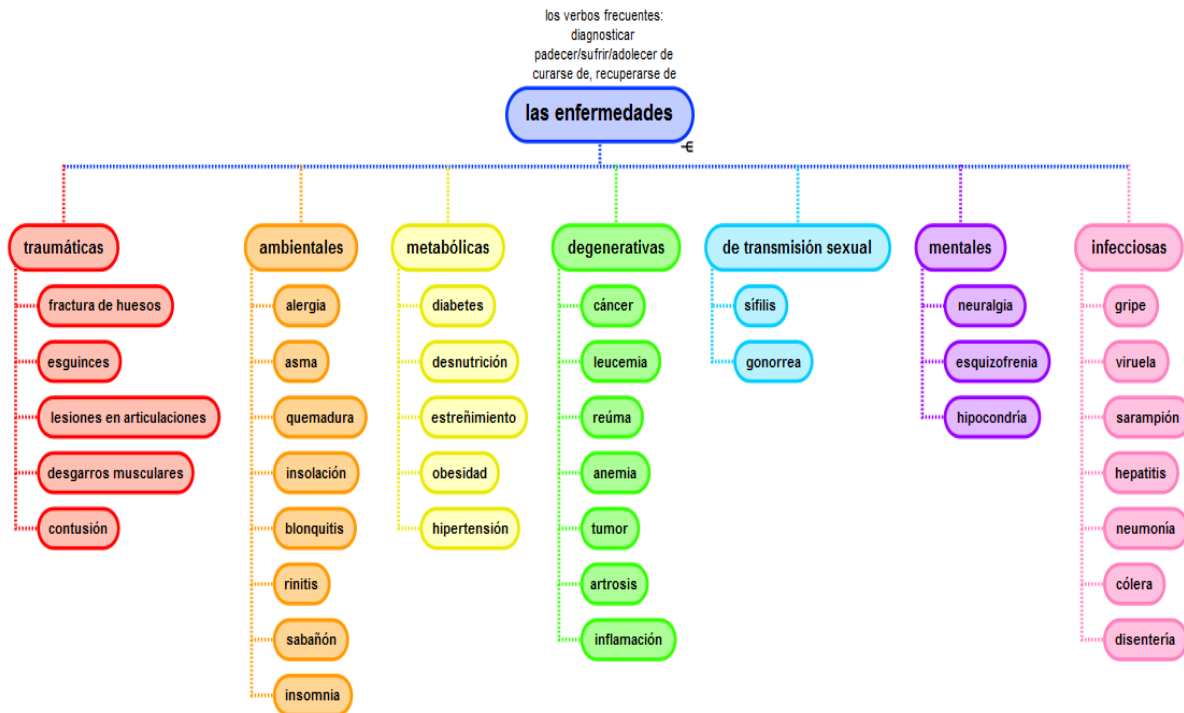 los verbos frecuentes:
diagnosticar
padecer/sufrir/adolecer de
curarse de, recuperarse de
las enfermedades
traumáticas
fractura de huesos
esguinces
lesiones en articulaciones
desgarros musculares
contusión
ambientales
alergia
asma
quemadura
insolación
blonquitis
rinitis
sabañón
insomnia
metabólicas
diabetes
desnutrición
estreñimiento
obesidad
hipertensión
degenerativas
cáncer
leucemia
reúma
anemia
tumor
artrosis
inflamación
de transmisión sexual
sífilis
gonorrea
mentales
neuralgia
esquizofrenia
hipocondría
infecciosas
gripe
viruela
sarampión
hepatitis
neumonía
cólera
disentería